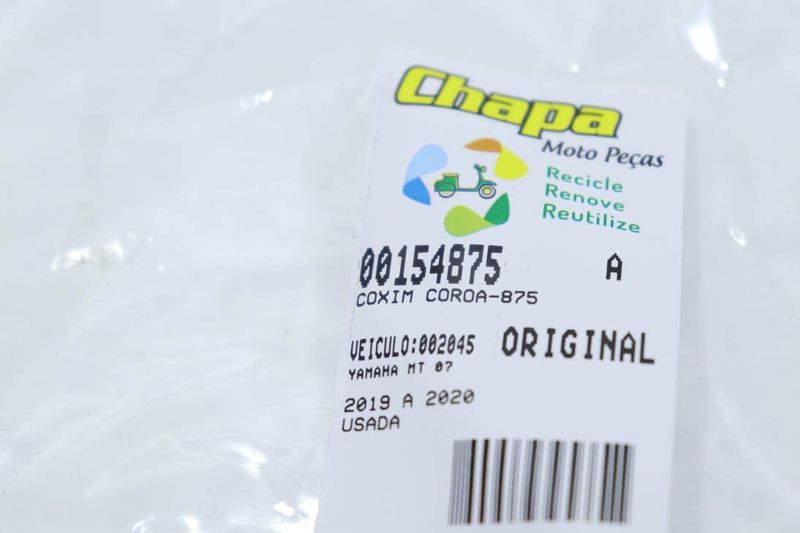 Chapa
Moto Peças
Recicle
Renove
Reutilize
00154875 A
COXIM COROA-875
VEICULO:002045 ORIGINAL
YAMAHA MT 07
2019 A 2020
USADA